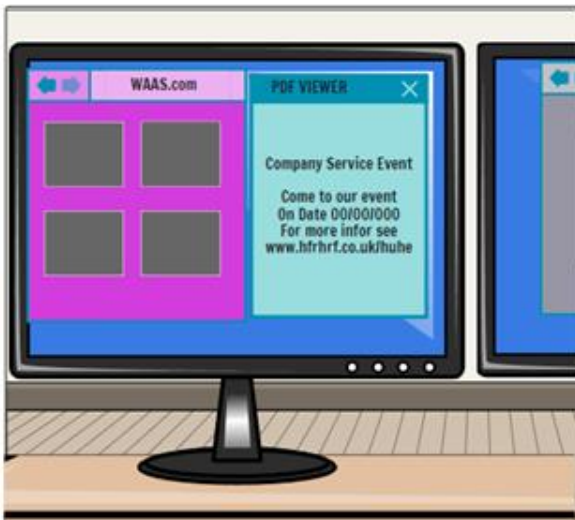 WAAS.com
PDF VIEWER
Company Service Event
Come to our event
On Date 00/00/000
For more infor see
www.hfrhrf.co.uk/huhe